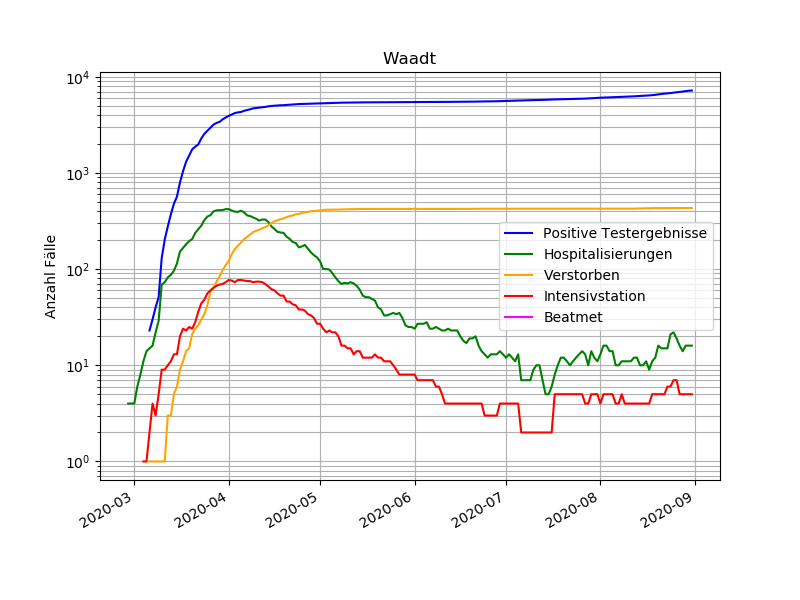 Waadt
Anzahl Fälle
10^4
10^3
10^2
10^1
10^0
Positive Testergebnisse
Hospitalisierungen
Verstorben
Intensivstation
Beatmet
2020-03
2020-04
2020-05
2020-06
2020-07
2020-08
2020-09